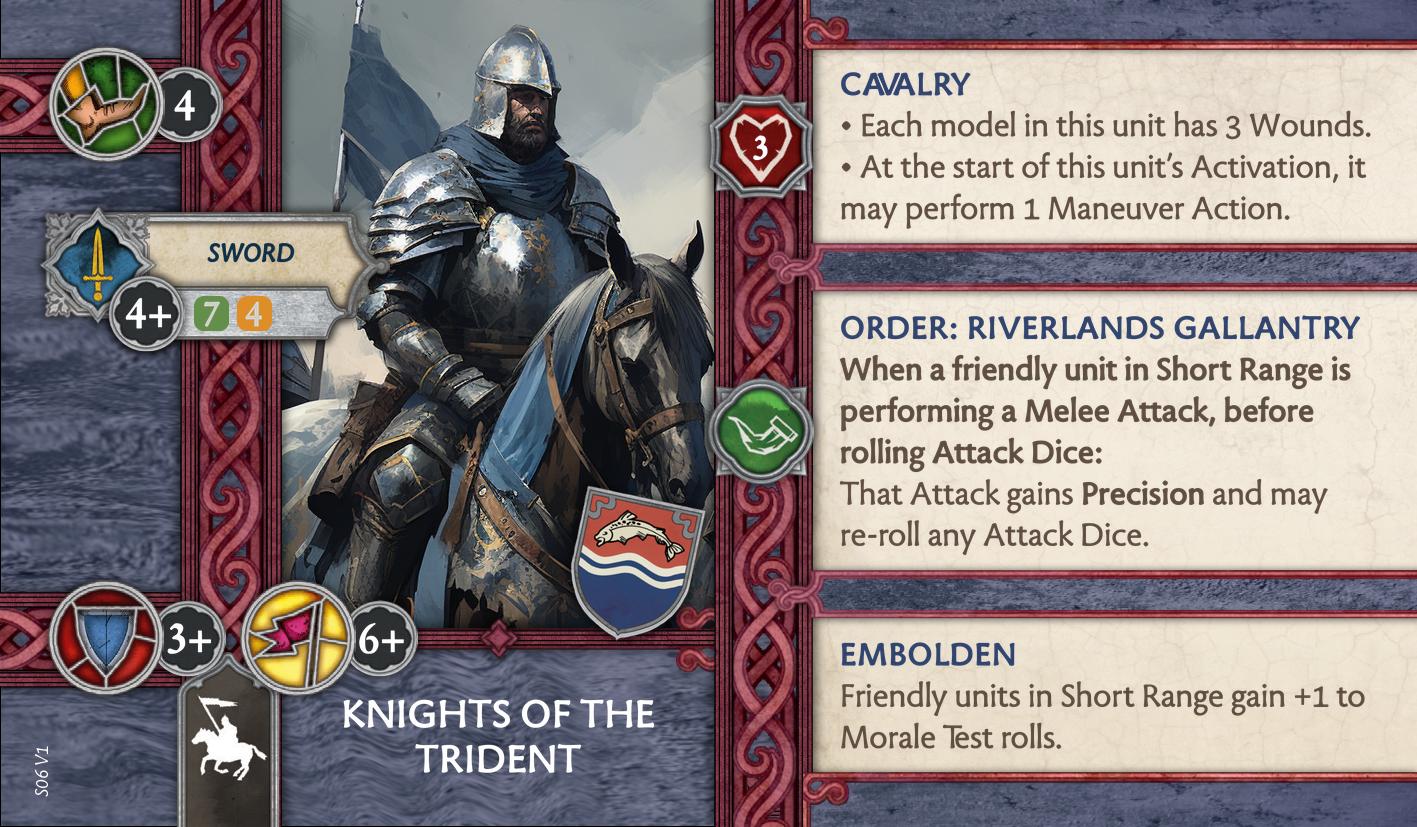 4
SWORD
4+ 7 4
3+ 6+
KNIGHTS OF THE
TRIDENT
S06 V1
3
CAVALRY
• Each model in this unit has 3 Wounds.
• At the start of this unit's Activation, it
may perform 1 Maneuver Action.
ORDER: RIVERLANDS GALLANTRY
When a friendly unit in Short Range is
performing a Melee Attack, before
rolling Attack Dice:
That Attack gains Precision and may
re-roll any Attack Dice.
EMBOLDEN
Friendly units in Short Range gain +1 to
Morale Test rolls.